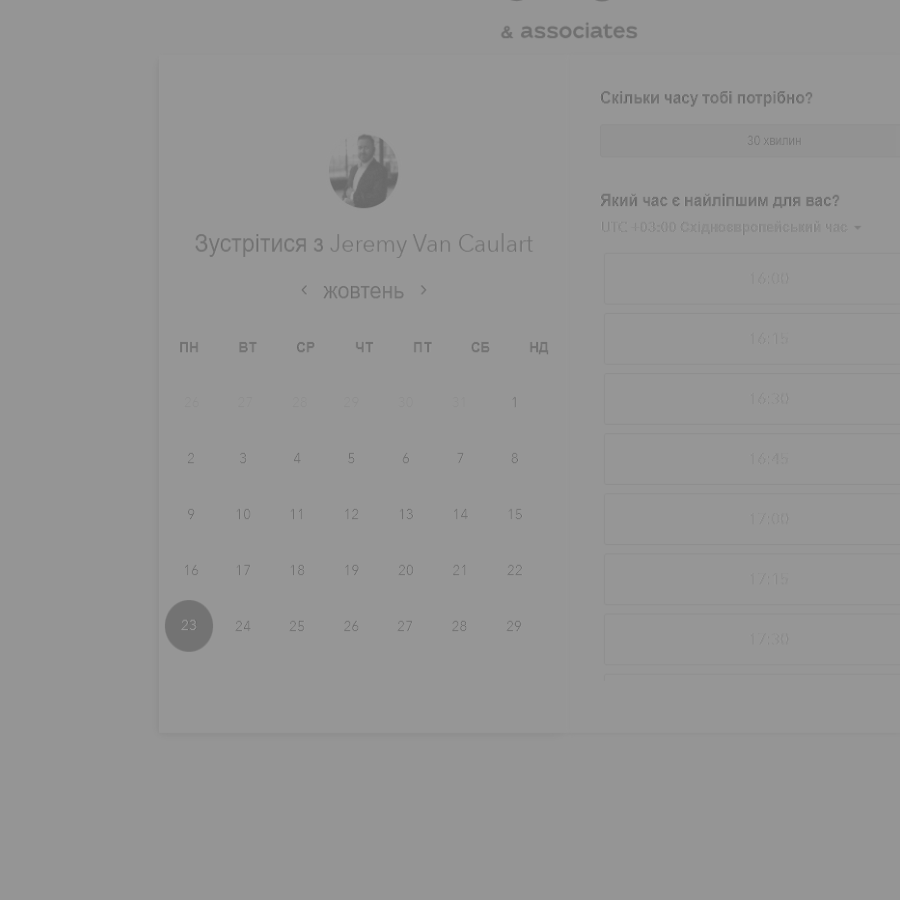 & associates
Скільки часу тобі потрібно?
30 хвилин
Зустрітися з Jeremy Van Caulart
жовтень
ПН ВТ СР ЧТ ПТ СБ НД
26 27 28 29 30 31 1
2 3 4 5 6 7 8
9 10 11 12 13 14 15
16 17 18 19 20 21 22
23 24 25 26 27 28 29
Який час є найліпшим для вас?
UTC +03:00 Східноєвропейський час
16:00
16:15
16:30
16:45
17:00
17:15
17:30